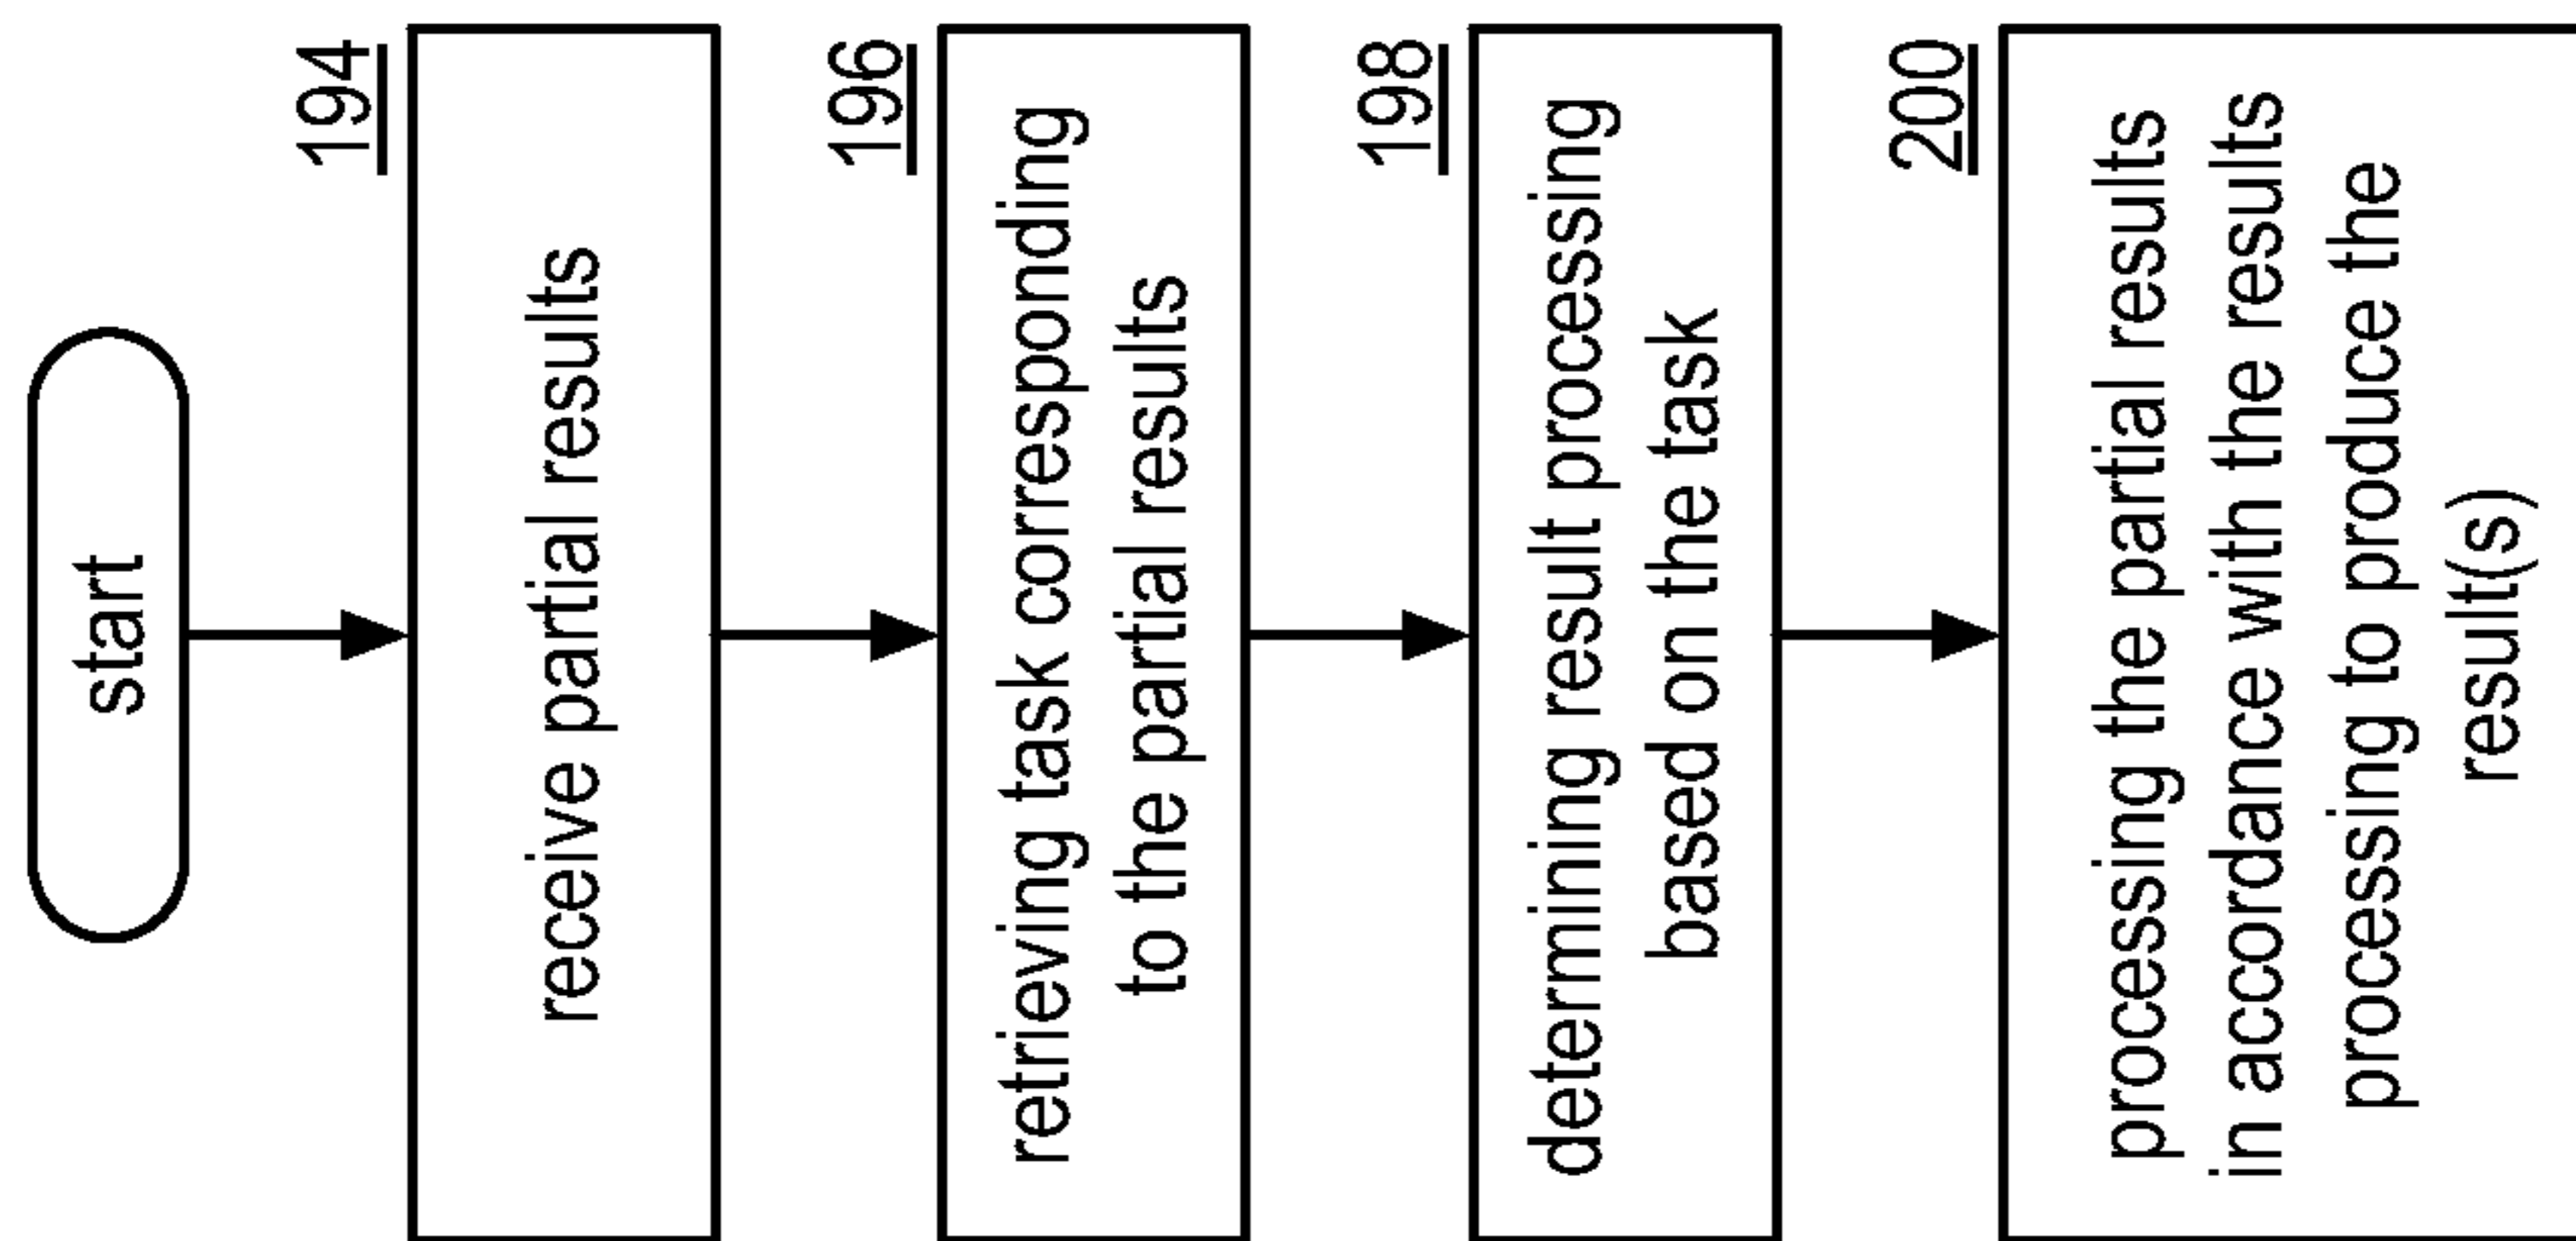 start
194
receive partial results
196
retrieving task corresponding
to the partial results
198
determining result processing
based on the task
200
processing the partial results
in accordance with the results
processing to produce the
result(s)